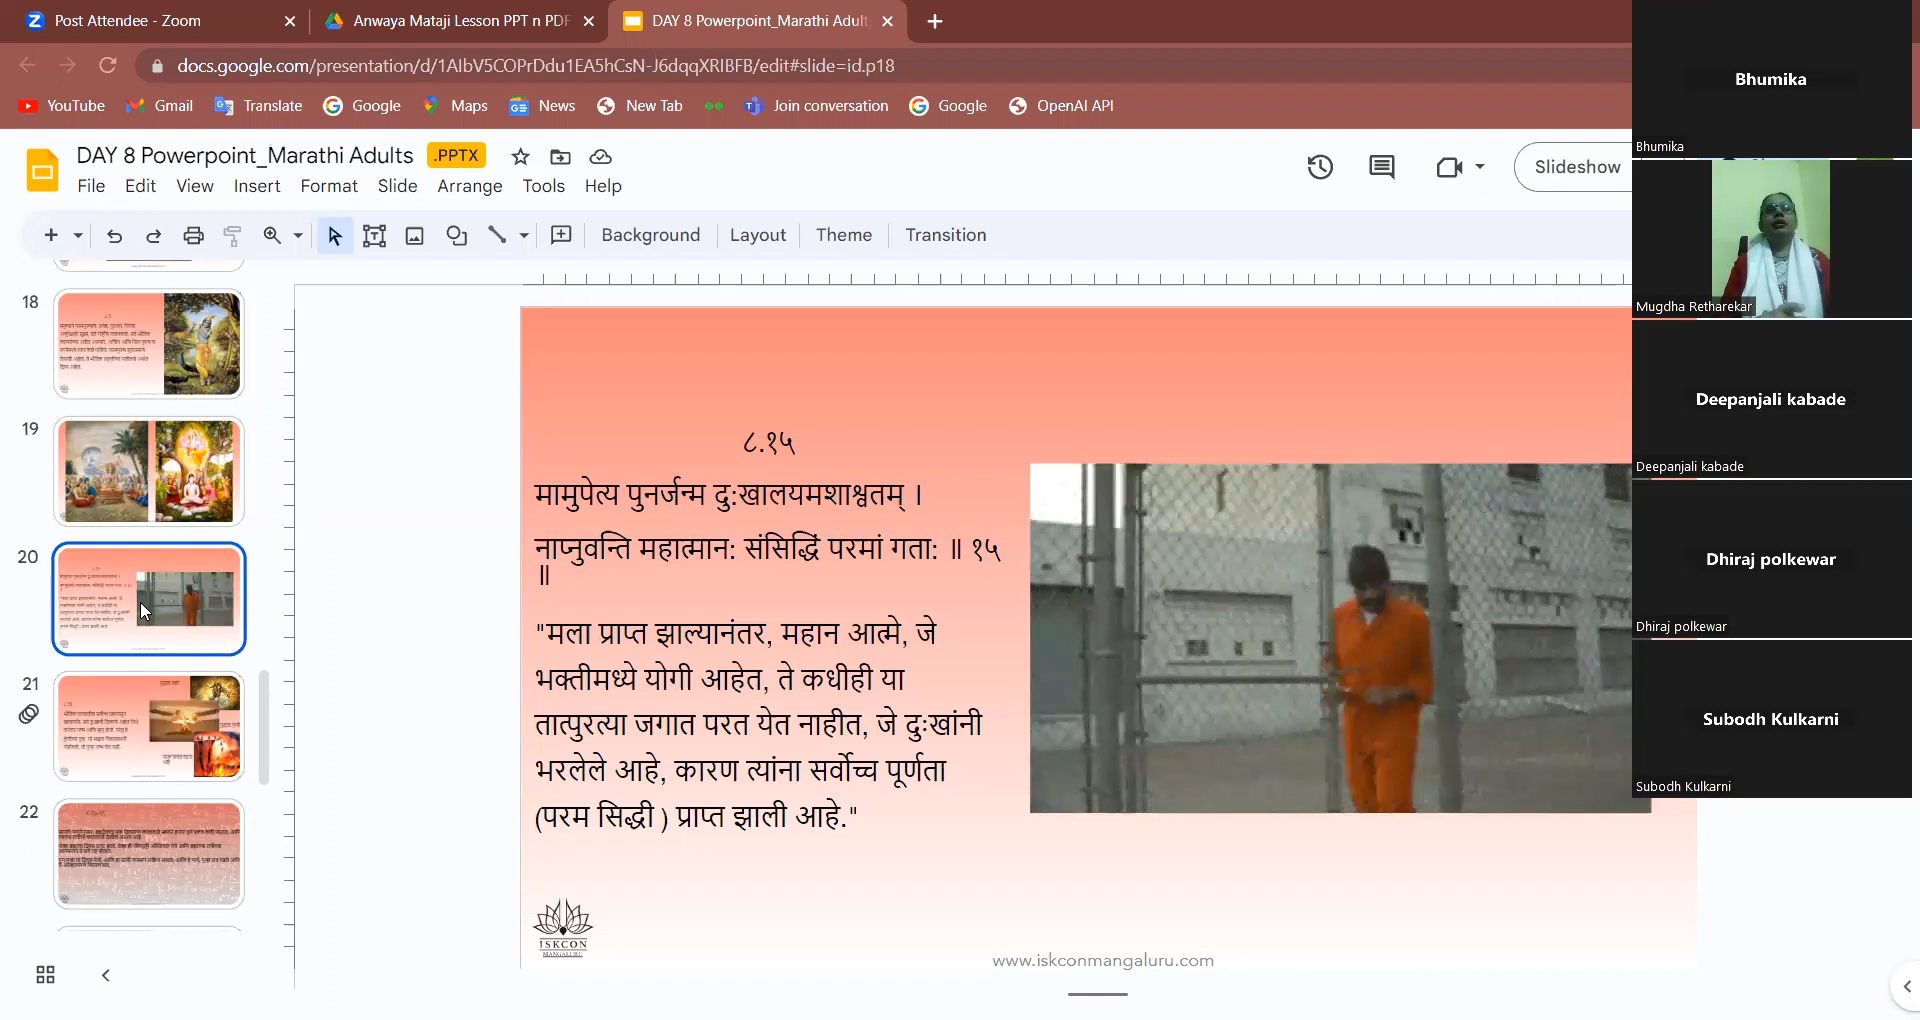 Post Attendee - Zoom
Anwaya Mataji Lesson PPT n PDF
DAY 8 Powerpoint_Marathi Adult
docs.google.com/presentation/d/1AIbV5COPrDdu1EA5hCsN-J6dqqXRIBFB/edit#slide=id.p18
YouTube Gmail Translate Google Maps News New Tab Join conversation Google OpenAI API
DAY 8 Powerpoint_Marathi Adults .PPTX
File Edit View Insert Format Slide Arrange Tools Help
Slideshow
Background Layout Theme Transition
18
19
20
21
22
८.१५
मामुपेत्य पुनर्जन्म दु:खालयमशाश्वतम् ।
नाप्नुवन्ति महात्मान: संसिद्धिं परमां गता: ॥ १५
॥
"मला प्राप्त झाल्यानंतर, महान आत्मे, जे
भक्तीमध्ये योगी आहेत, ते कधीही या
तात्पुरत्या जगात परत येत नाहीत, जे दुःखांनी
भरलेले आहे, कारण त्यांना सर्वोच्च पूर्णता
(परम सिद्धी ) प्राप्त झाली आहे."
ISKCON
MANGALURU
www.iskconmangaluru.com
Bhumika
Bhumika
Mugdha Retharekar
Deepanjali kabade
Deepanjali kabade
Dhiraj polkewar
Dhiraj polkewar
Subodh Kulkarni
Subodh Kulkarni